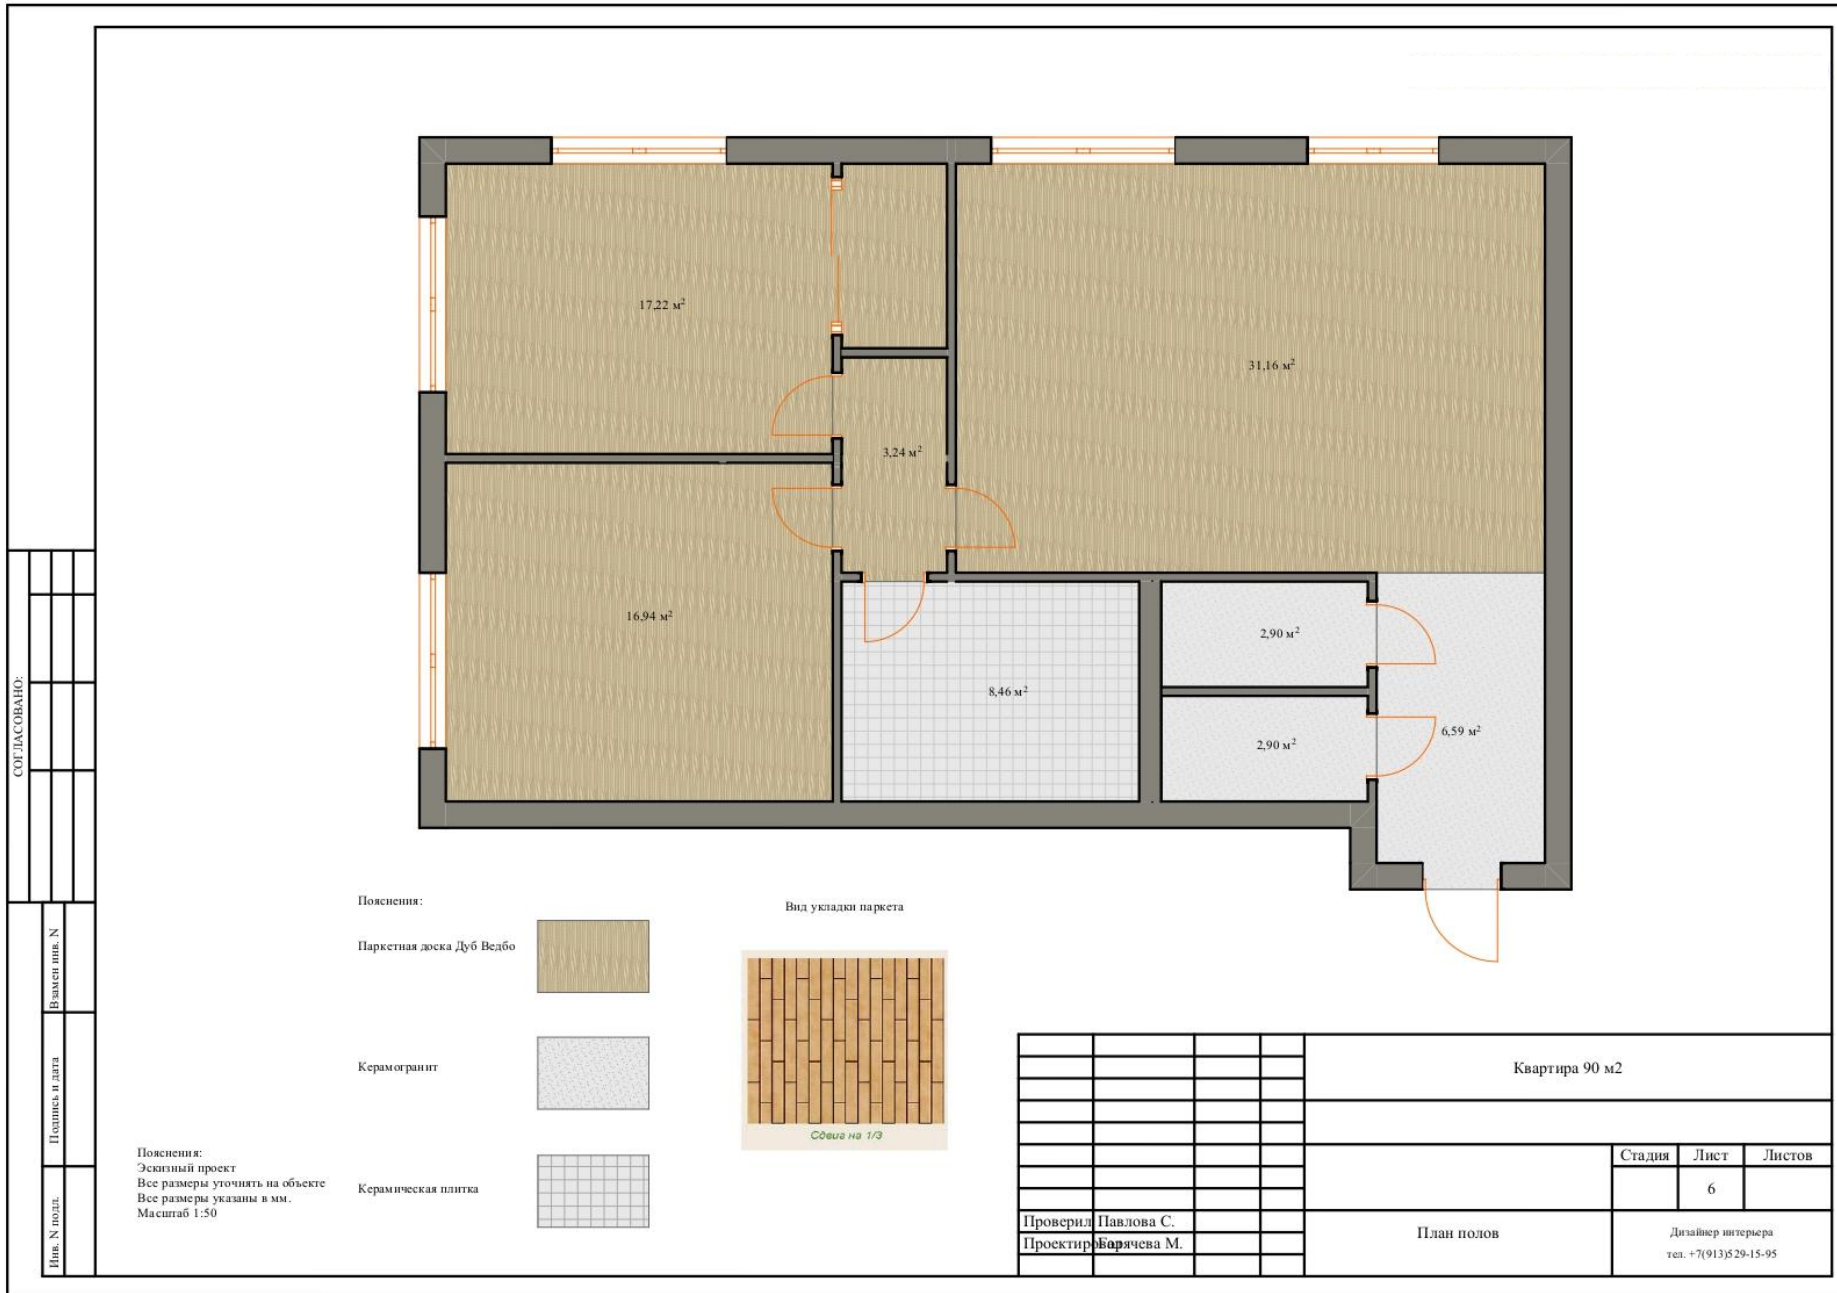 17,22 м²
31,16 м²
3,24 м²
16,94 м²
8,46 м²
2,90 м²
2,90 м²
6,59 м²
СОГЛАСОВАНО:
Взамен инв. N
Подпись и дата
Инв. N подл.
Пояснения:
Паркетная доска Дуб Ведбо
Керамогранит
Керамическая плитка
Вид укладки паркета
Сдвиг на 1/3
Пояснения:
Эскизный проект
Все размеры уточнять на объекте
Все размеры указаны в мм.
Масштаб 1:50
Квартира 90 м2
Стадия Лист Листов
6
Проверил Павлова С.
Проектировал Горячева М.
План полов
Дизайнер интерьера
тел. +7(913)529-15-95